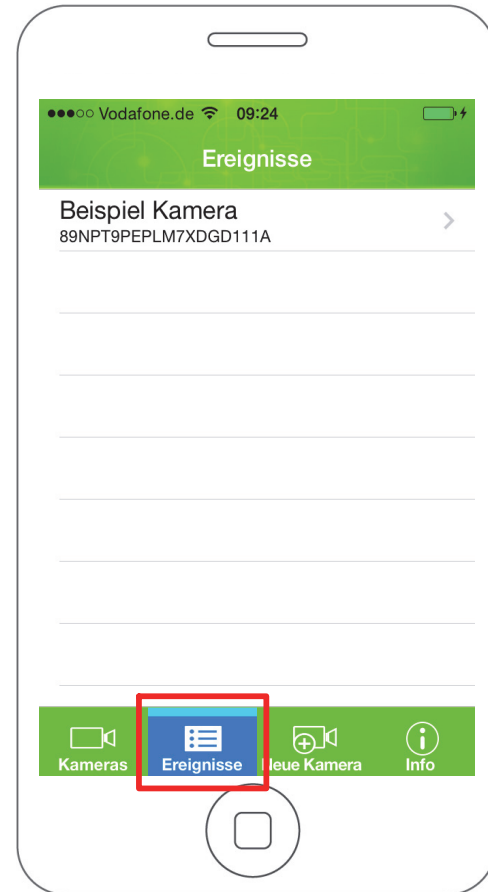 Vodafone.de 09:24
Ereignisse
Beispiel Kamera
89NPT9PEPLM7XDGD111A
Kameras Ereignisse Neue Kamera Info